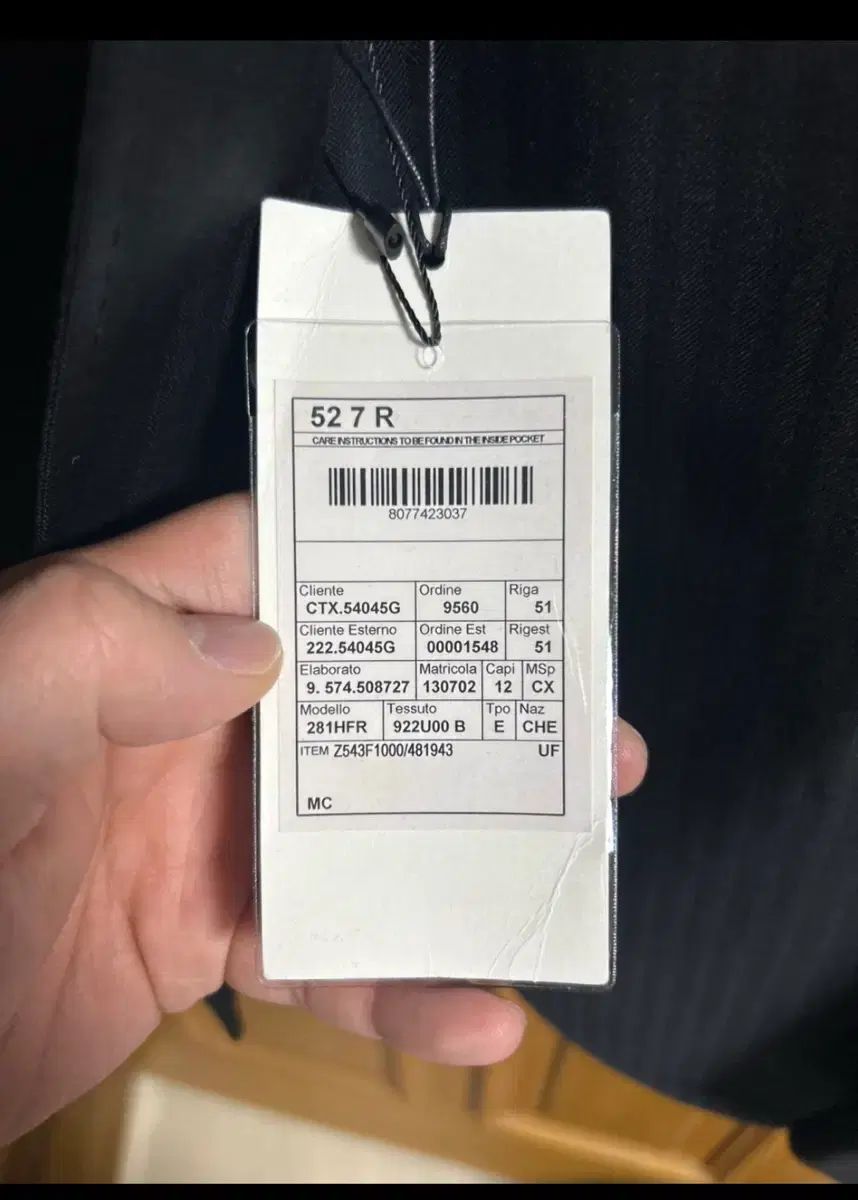 52 7 R
CARE INSTRUCTIONS TO BE FOUND IN THE INSIDE POCKET
8077423037
Cliente Ordine Riga
CTX.54045G 9560 51
Cliente Esterno Ordine Est Rigest
222.54045G 00001548 51
Elaborato Matricola Capi MSp
9. 574.508727 130702 12 CX
Modello Tessuto Tpo Naz
281HFR 922U00 B E CHE
ITEM Z543F1000/481943 UF
MC